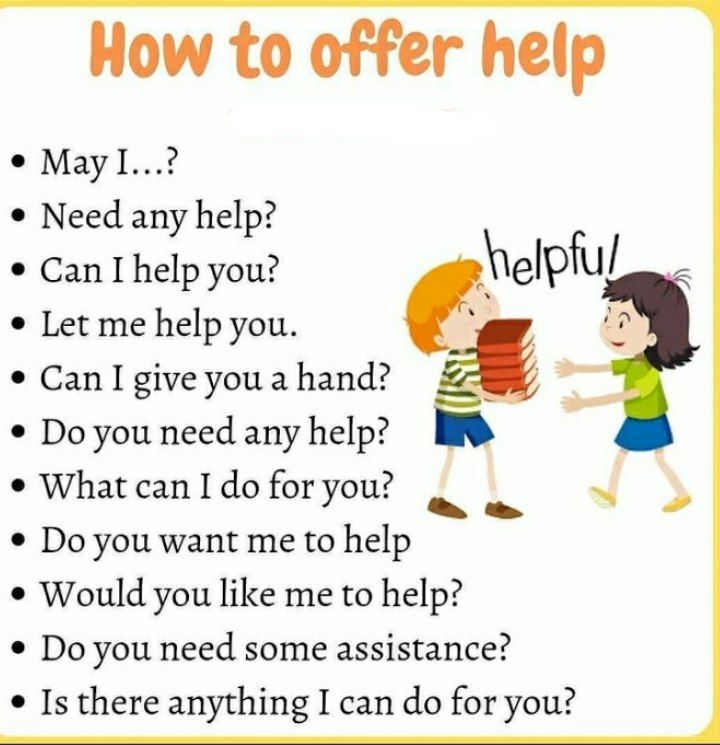 How to offer help
• May I...?
• Need any help?
• Can I help you?
• Let me help you.
• Can I give you a hand?
• Do you need any help?
• What can I do for you?
• Do you want me to help
• Would you like me to help?
• Do you need some assistance?
• Is there anything I can do for you?
helpful